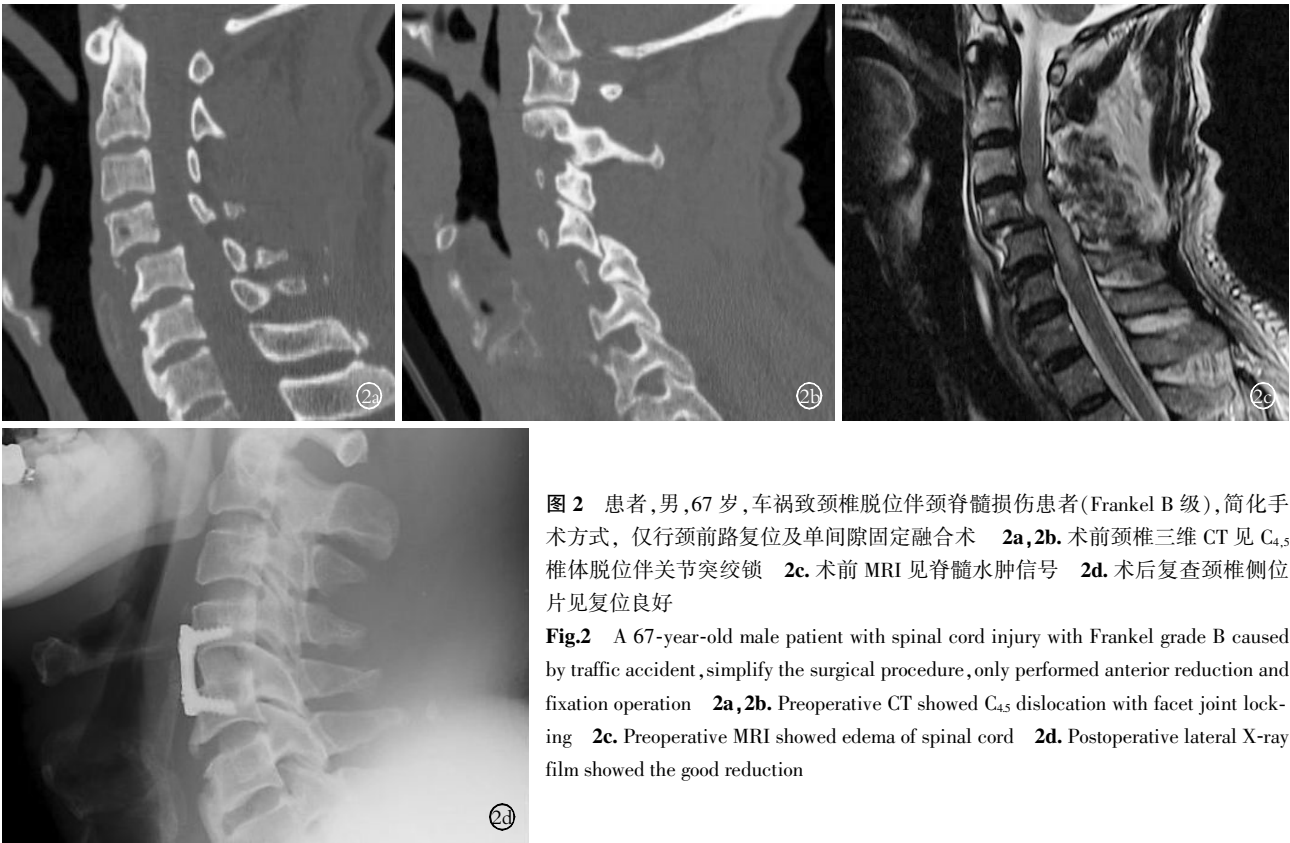 2a
2b
2c
2d
图 2 患者,男,67 岁,车祸致颈椎脱位伴颈脊髓损伤患者(Frankel B 级),简化手
术方式, 仅行颈前路复位及单间隙固定融合术 2a,2b. 术前颈椎三维 CT 见 C4,5
椎体脱位伴关节突绞锁 2c. 术前 MRI 见脊髓水肿信号 2d. 术后复查颈椎侧位
片见复位良好
Fig.2 A 67-year-old male patient with spinal cord injury with Frankel grade B caused
by traffic accident,simplify the surgical procedure,only performed anterior reduction and
fixation operation 2a,2b. Preoperative CT showed C4,5 dislocation with facet joint lock-
ing 2c. Preoperative MRI showed edema of spinal cord 2d. Postoperative lateral X-ray
film showed the good reduction